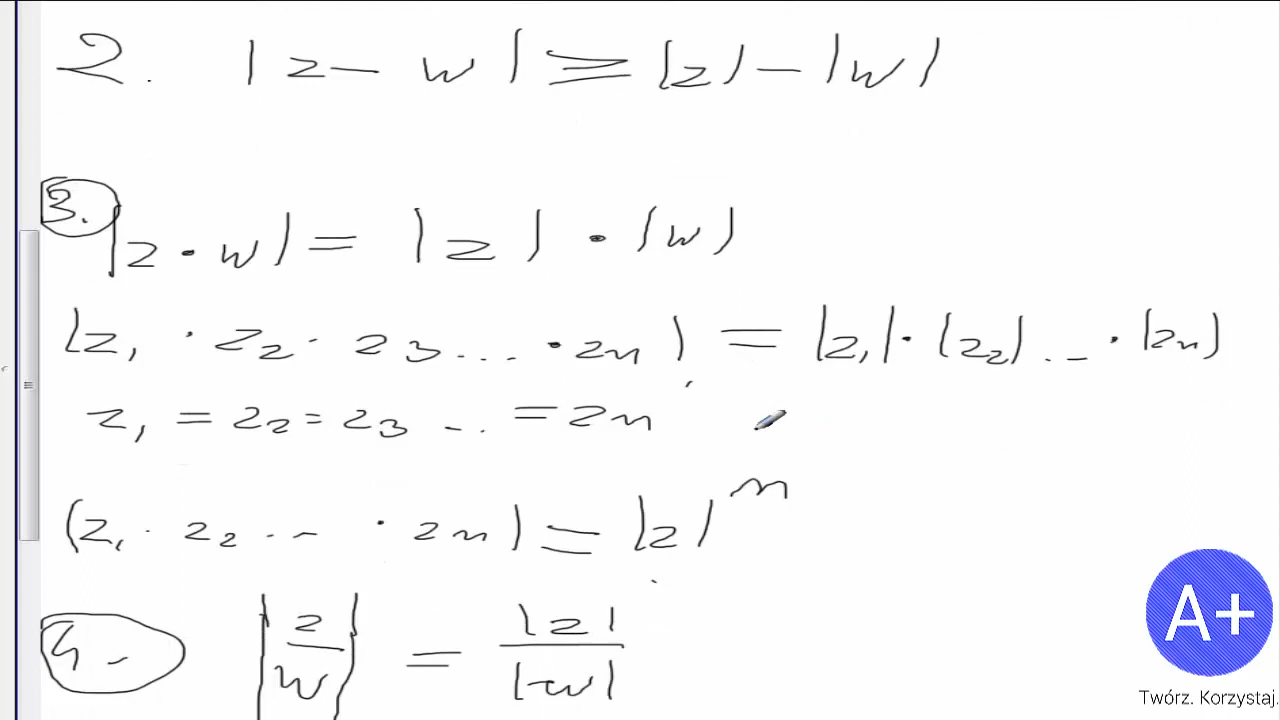 2. |z - w| ≥ |z| - |w|
3. |z · w| = |z| · |w|
|z₁ · z₂ · z₃ ... · zn| = |z₁| · |z₂| ... · |zn|
z₁ = z₂ = z₃ ... = zn
|z₁ · z₂ ... · zn| = |z|ⁿ
4. |z/w| = |z|/|w|
A+
Twórz. Korzystaj.